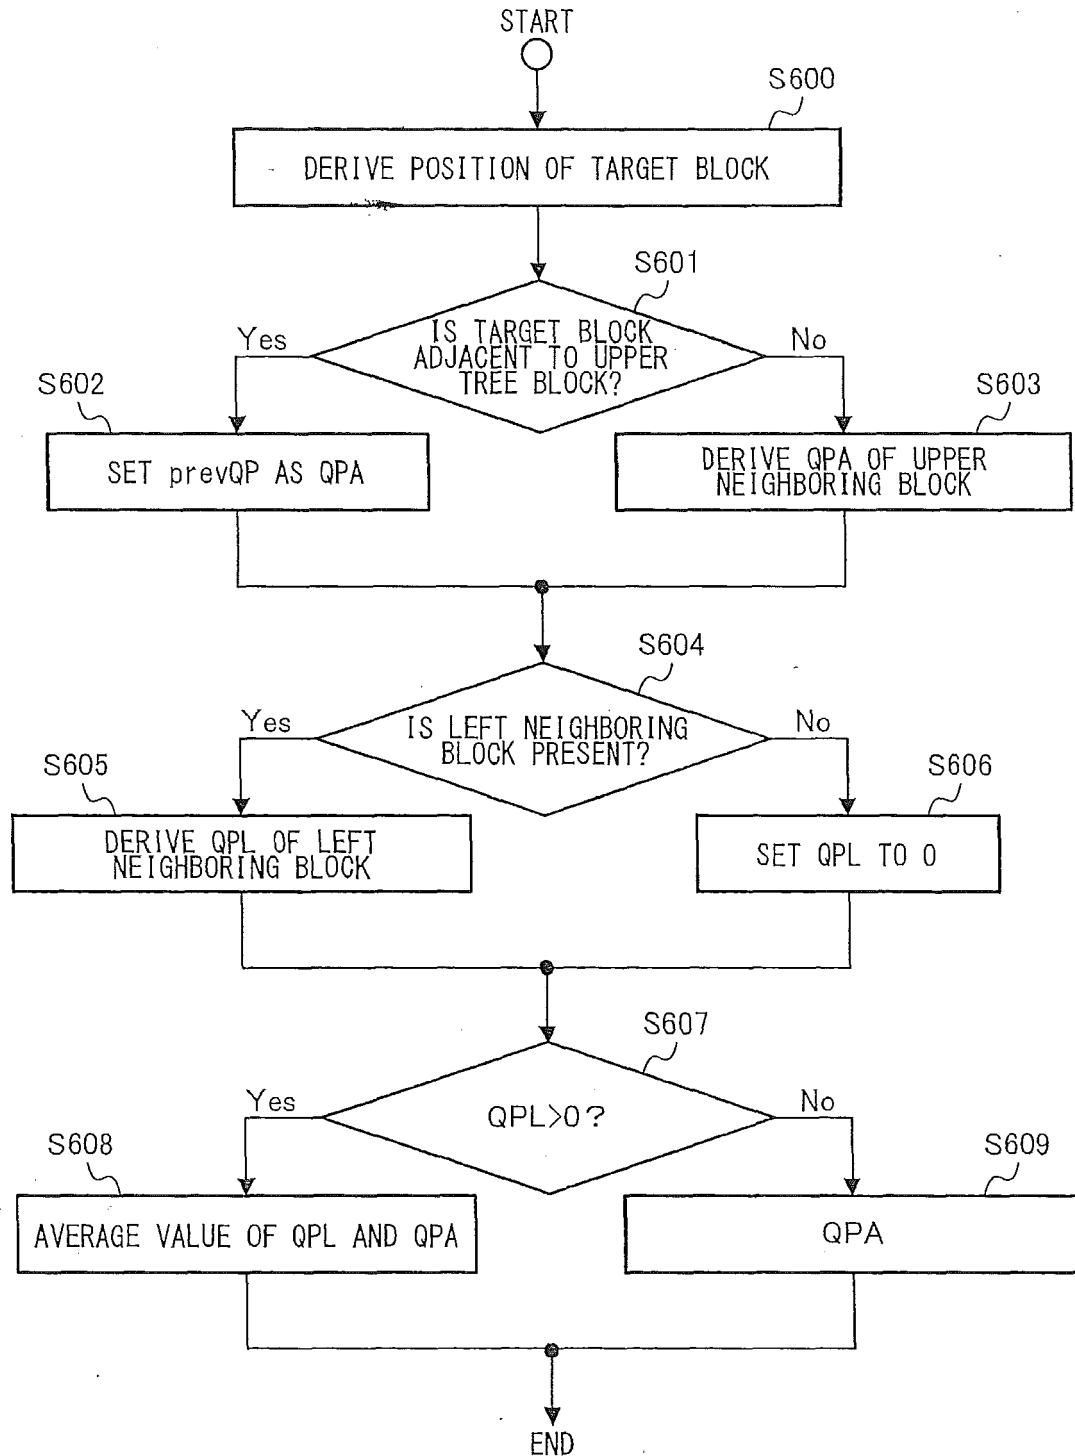 START
S600
DERIVE POSITION OF TARGET BLOCK
S601
IS TARGET BLOCK
ADJACENT TO UPPER
TREE BLOCK?
Yes
No
S602
SET prevQP AS QPA
S603
DERIVE QPA OF UPPER
NEIGHBORING BLOCK
S604
IS LEFT NEIGHBORING
BLOCK PRESENT?
Yes
No
S605
DERIVE QPL OF LEFT
NEIGHBORING BLOCK
S606
SET QPL TO 0
S607
QPL>0?
Yes
No
S608
AVERAGE VALUE OF QPL AND QPA
S609
QPA
END